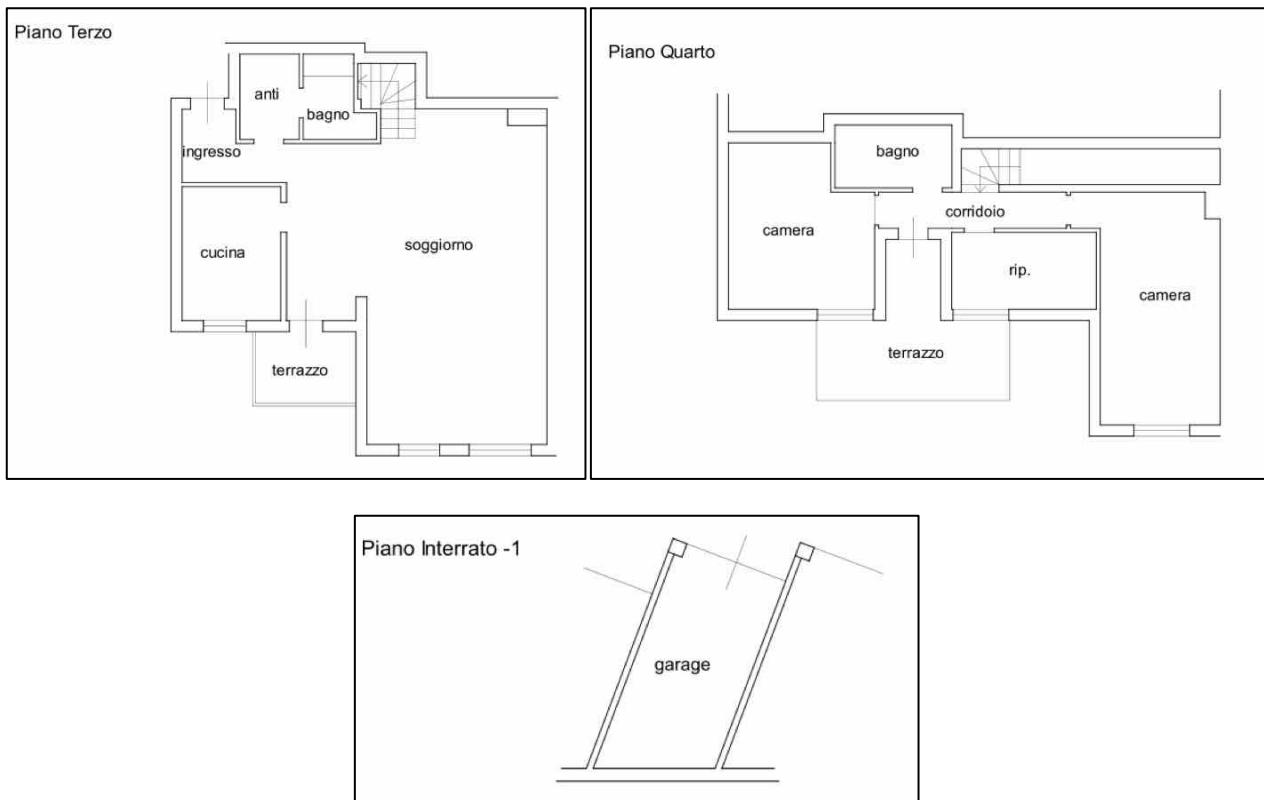 Piano Terzo
anti
bagno
ingresso
cucina
soggiorno
terrazzo
Piano Quarto
bagno
corridoio
camera
rip.
camera
terrazzo
Piano Interrato -1
garage